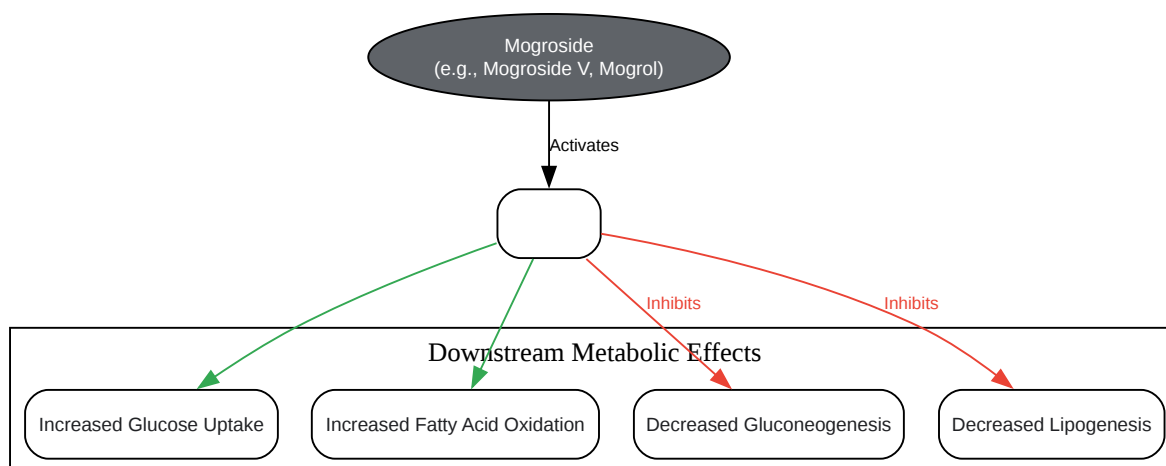 Mogroside
(e.g., Mogroside V, Mogrol)
Activates
Inhibits
Inhibits
Downstream Metabolic Effects
Increased Glucose Uptake
Increased Fatty Acid Oxidation
Decreased Gluconeogenesis
Decreased Lipogenesis